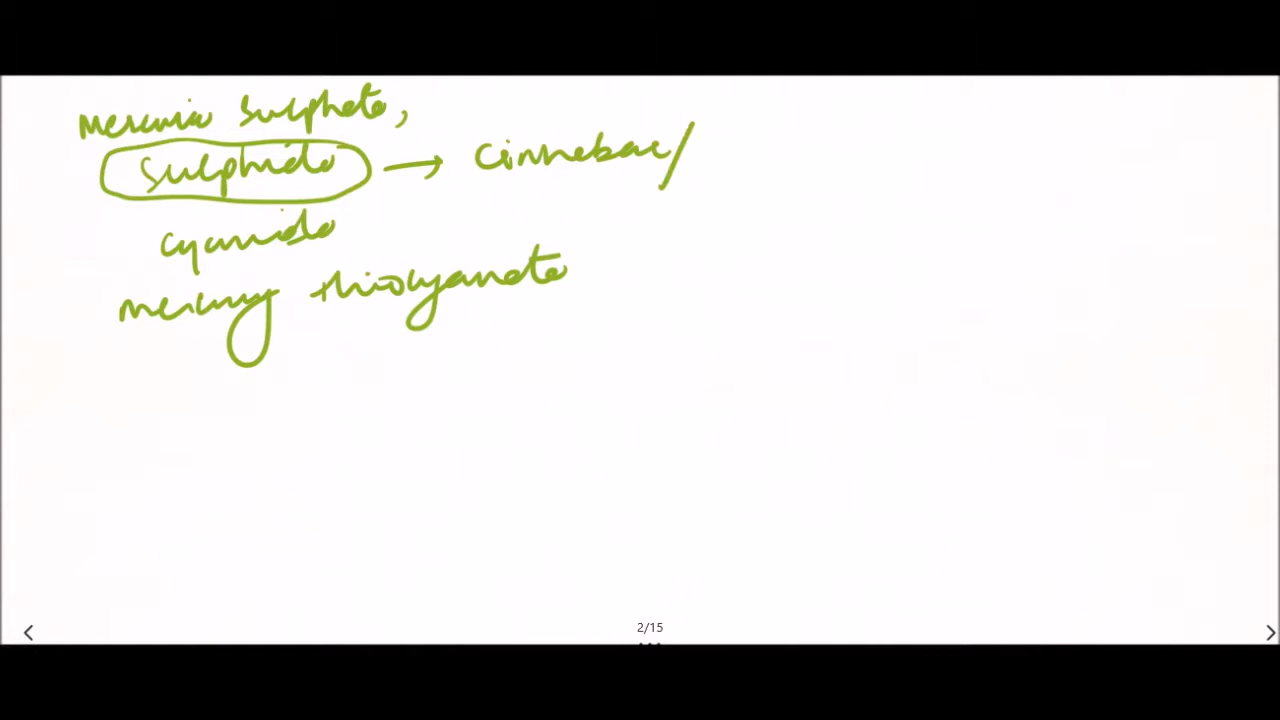 Mercuric Sulphate,
Sulphide → Cinnabar/
cyanide
mercury thiocyanate
2/15